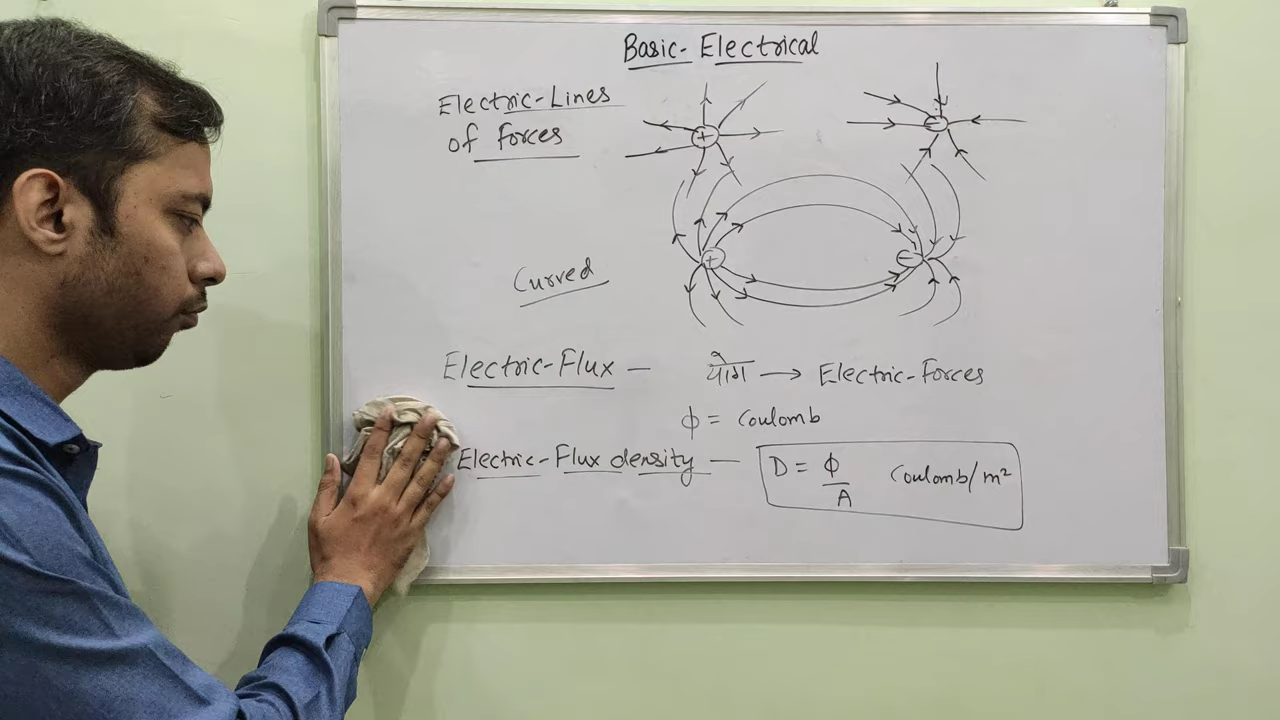 Basic- Electrical
Electric-Lines
of forces
+
−
+
−
Curved
Electric-Flux — योग → Electric-Forces
ϕ = Coulomb
Electric-Flux density — D = ϕ/A Coulomb/m²